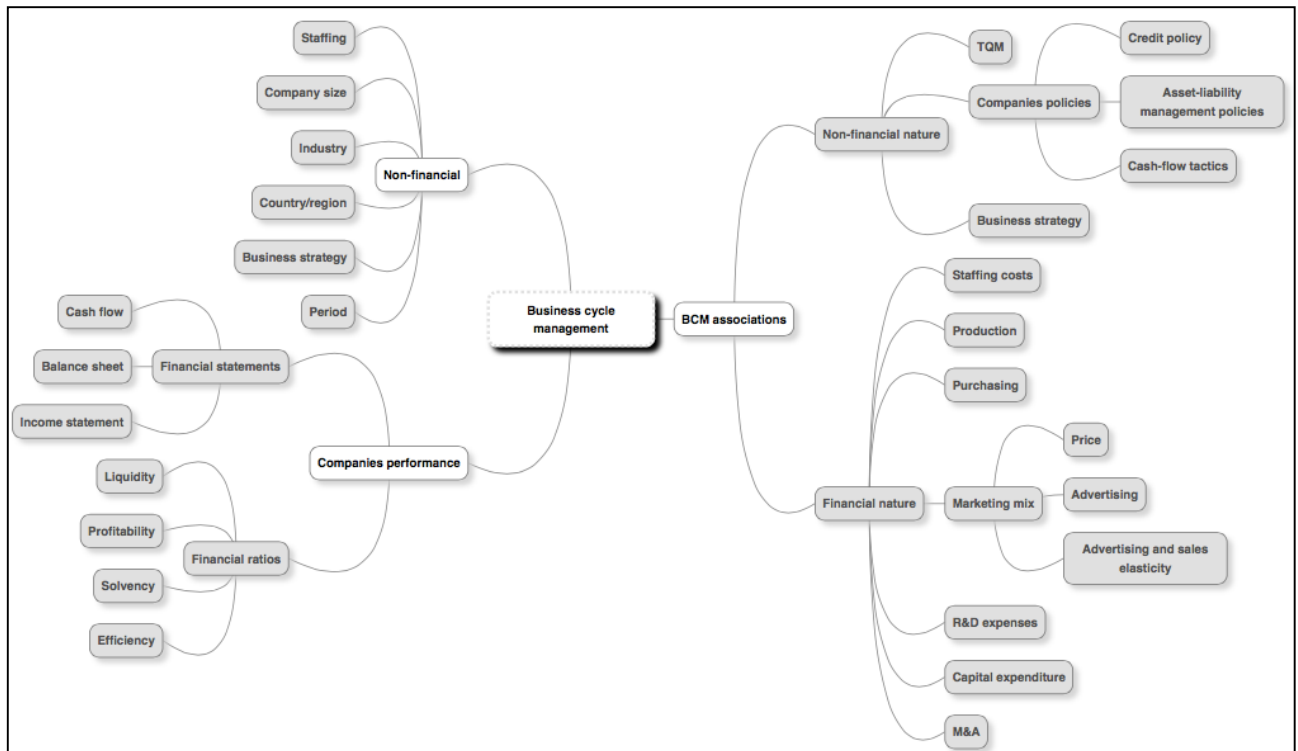 Staffing
Company size
Industry
Non-financial
Country/region
Business strategy
Period
Cash flow
Balance sheet
Financial statements
Income statement
Companies performance
Liquidity
Profitability
Financial ratios
Solvency
Efficiency
Business cycle
management
BCM associations
TQM
Credit policy
Companies policies
Asset-liability
management policies
Non-financial nature
Cash-flow tactics
Business strategy
Staffing costs
Production
Purchasing
Price
Financial nature
Marketing mix
Advertising
Advertising and sales
elasticity
R&D expenses
Capital expenditure
M&A